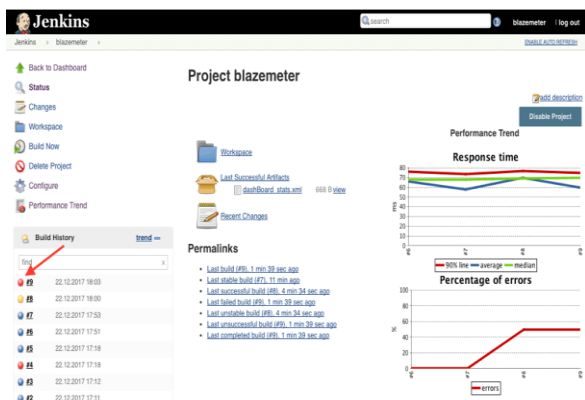 Jenkins
search
blazemeter | log out
Jenkins › blazemeter ›
ENABLE AUTO REFRESH
Back to Dashboard
Status
Changes
Workspace
Build Now
Delete Project
Configure
Performance Trend
Build History
trend
find
x
#9 22.12.2017 18:03
#8 22.12.2017 18:00
#7 22.12.2017 17:53
#6 22.12.2017 17:51
#5 22.12.2017 17:18
#4 22.12.2017 17:18
#3 22.12.2017 17:12
#2 22.12.2017 17:11
Project blazemeter
add description
Disable Project
Workspace
Last Successful Artifacts
dashBoard_stats.xml 668 B view
Recent Changes
Permalinks
Last build (#9), 1 min 39 sec ago
Last stable build (#7), 11 min ago
Last successful build (#8), 4 min 34 sec ago
Last failed build (#9), 1 min 39 sec ago
Last unstable build (#8), 4 min 34 sec ago
Last unsuccessful build (#9), 1 min 39 sec ago
Last completed build (#9), 1 min 39 sec ago
Performance Trend
Response time
80
70
60
50
40
30
20
10
0
ms
#6 #7 #8 #9
90% line average median
Percentage of errors
100
80
60
40
20
0
%
#6 #7 #8 #9
errors